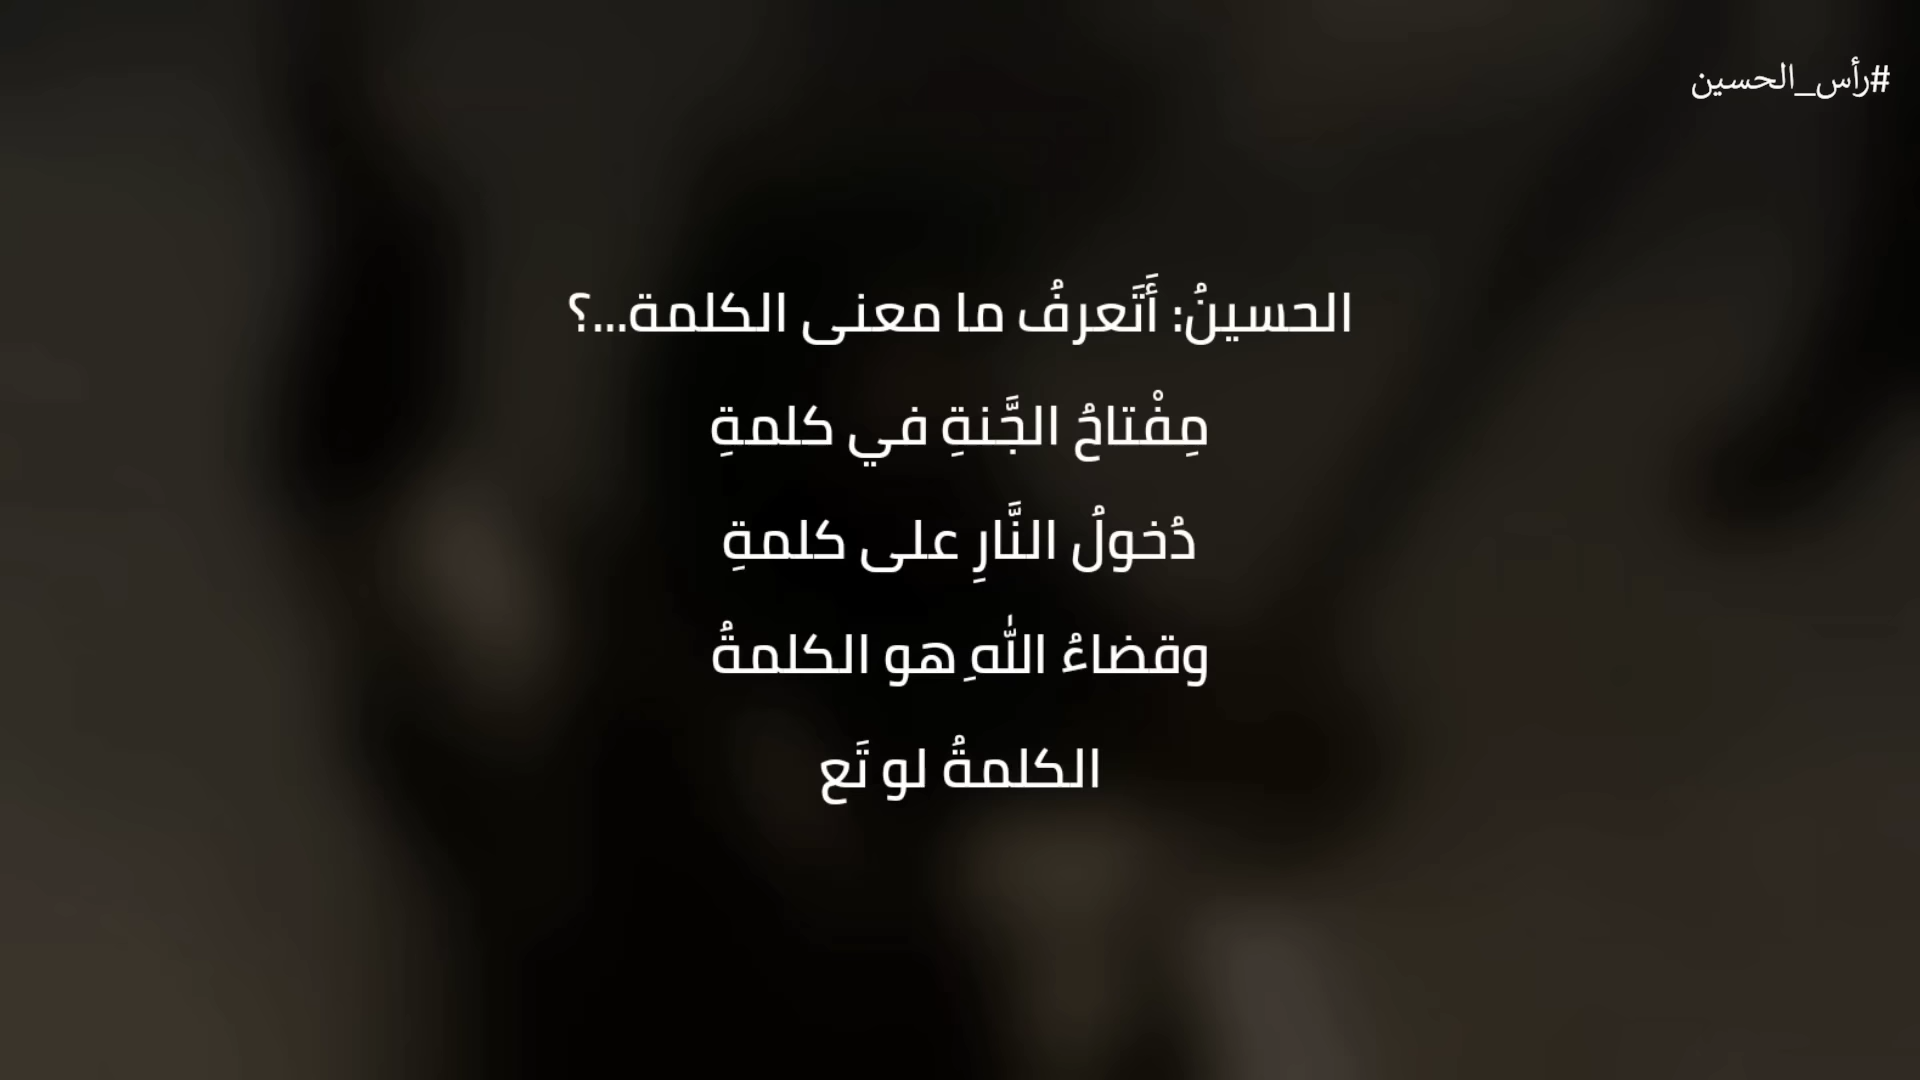 #رأس_الحسين
الحسينُ: أَتَعرفُ ما معنى الكلمة...؟
مِفْتاحُ الجَّنةِ في كلمةِ
دُخولُ النَّارِ على كلمةِ
وقضاءُ اللهِ هو الكلمةُ
الكلمةُ لو تَع